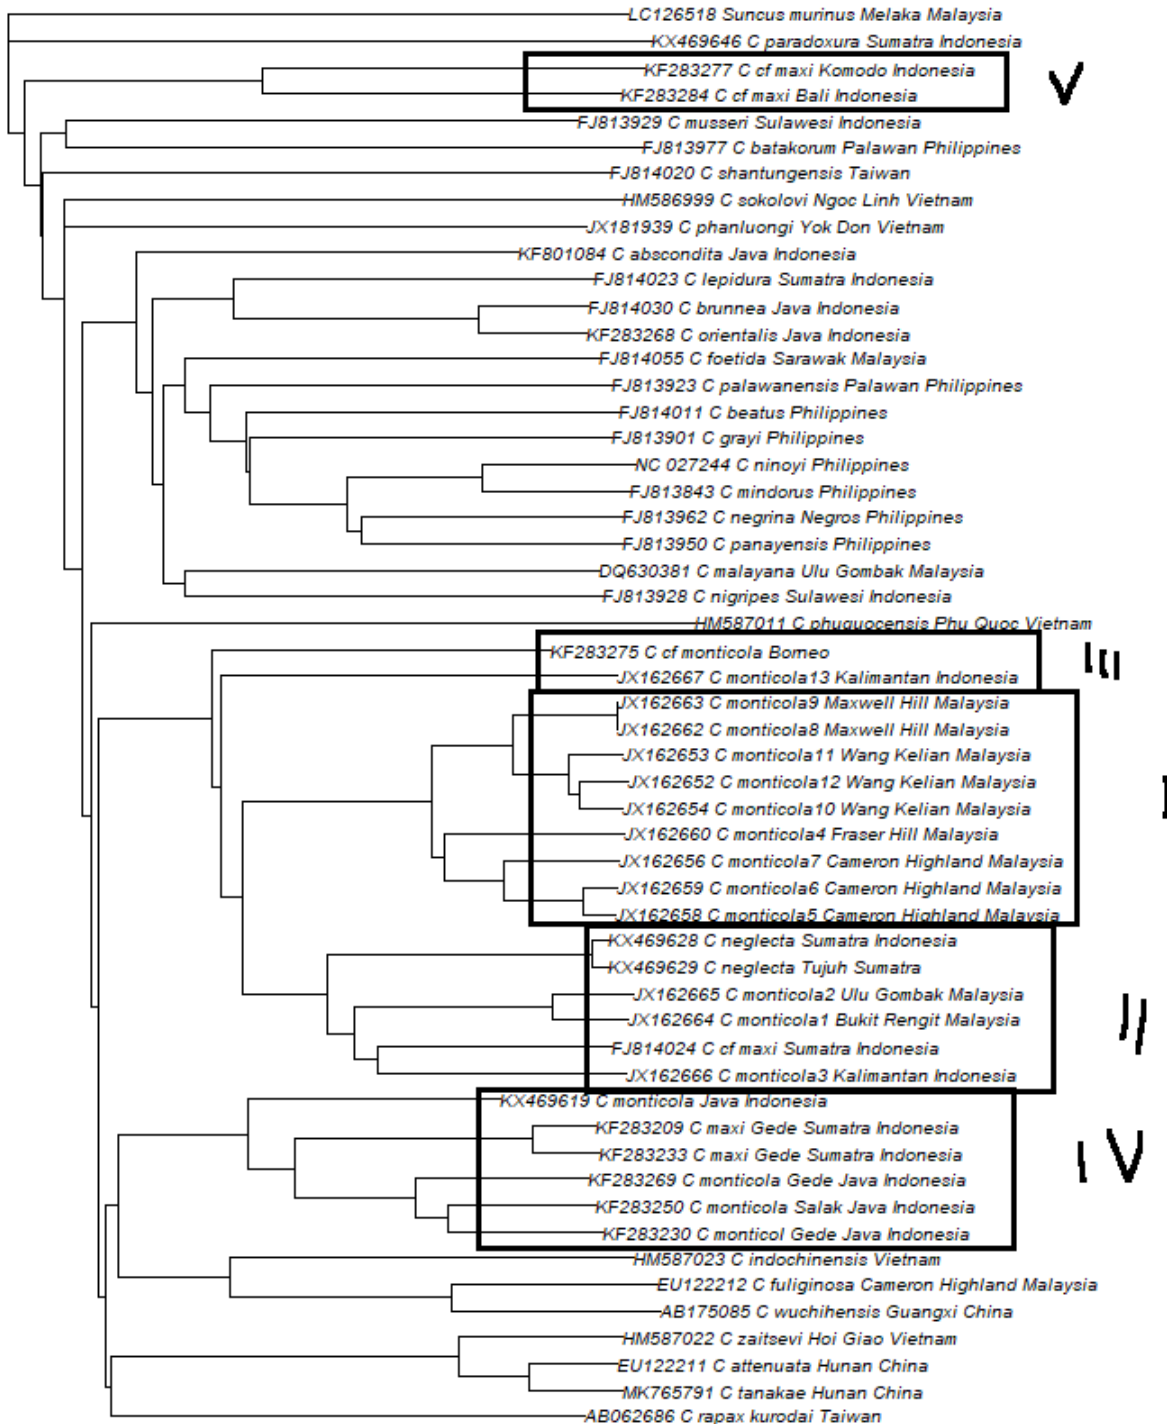 LC126518 Suncus murinus Melaka Malaysia
KX469646 C paradoxura Sumatra Indonesia
KF283277 C cf maxi Komodo Indonesia
V
KF283284 C cf maxi Bali Indonesia
FJ813929 C musseri Sulawesi Indonesia
FJ813977 C batakorum Palawan Philippines
FJ814020 C shantungensis Taiwan
HM586999 C sokolovi Ngoc Linh Vietnam
JX181939 C phanluongi Yok Don Vietnam
KF801084 C abscondita Java Indonesia
FJ814023 C lepidura Sumatra Indonesia
FJ814030 C brunnea Java Indonesia
KF283268 C orientalis Java Indonesia
FJ814055 C foetida Sarawak Malaysia
FJ813923 C palawanensis Palawan Philippines
FJ814011 C beatus Philippines
FJ813901 C grayi Philippines
NC 027244 C ninoyi Philippines
FJ813843 C mindorus Philippines
FJ813962 C negrina Negros Philippines
FJ813950 C panayensis Philippines
DQ630381 C malayana Ulu Gombak Malaysia
FJ813928 C nigripes Sulawesi Indonesia
HM587011 C phuquocensis Phu Quoc Vietnam
KF283275 C cf monticola Borneo
III
JX162667 C monticola13 Kalimantan Indonesia
JX162663 C monticola9 Maxwell Hill Malaysia
JX162662 C monticola8 Maxwell Hill Malaysia
JX162653 C monticola11 Wang Kelian Malaysia
JX162652 C monticola12 Wang Kelian Malaysia
I
JX162654 C monticola10 Wang Kelian Malaysia
JX162660 C monticola4 Fraser Hill Malaysia
JX162656 C monticola7 Cameron Highland Malaysia
JX162659 C monticola6 Cameron Highland Malaysia
JX162658 C monticola5 Cameron Highland Malaysia
KX469628 C neglecta Sumatra Indonesia
KX469629 C neglecta Tujuh Sumatra
JX162665 C monticola2 Ulu Gombak Malaysia
JX162664 C monticola1 Bukit Rengit Malaysia
II
FJ814024 C cf maxi Sumatra Indonesia
JX162666 C monticola3 Kalimantan Indonesia
KX469619 C monticola Java Indonesia
KF283209 C maxi Gede Sumatra Indonesia
KF283233 C maxi Gede Sumatra Indonesia
IV
KF283269 C monticola Gede Java Indonesia
KF283250 C monticola Salak Java Indonesia
KF283230 C monticol Gede Java Indonesia
HM587023 C indochinensis Vietnam
EU122212 C fuliginosa Cameron Highland Malaysia
AB175085 C wuchihensis Guangxi China
HM587022 C zaitsevi Hoi Giao Vietnam
EU122211 C attenuata Hunan China
MK765791 C tanakae Hunan China
AB062686 C rapax kurodai Taiwan